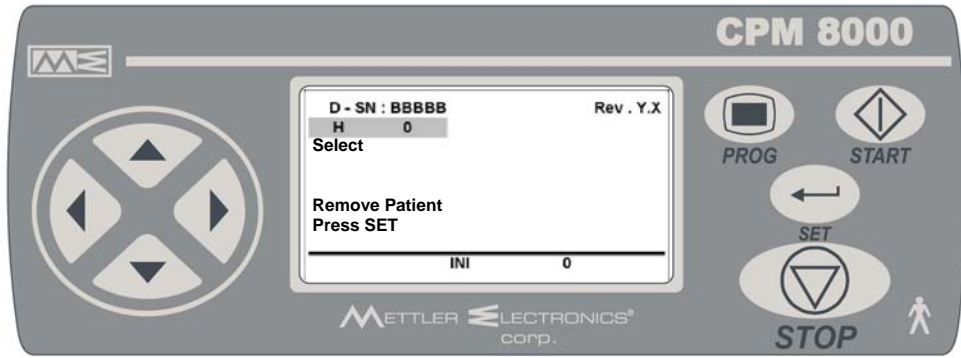 CPM 8000
D - SN : BBBBB Rev . Y.X
H 0
Select
Remove Patient
Press SET
INI 0
PROG START
SET
STOP
METTLER ELECTRONICS®
corp.